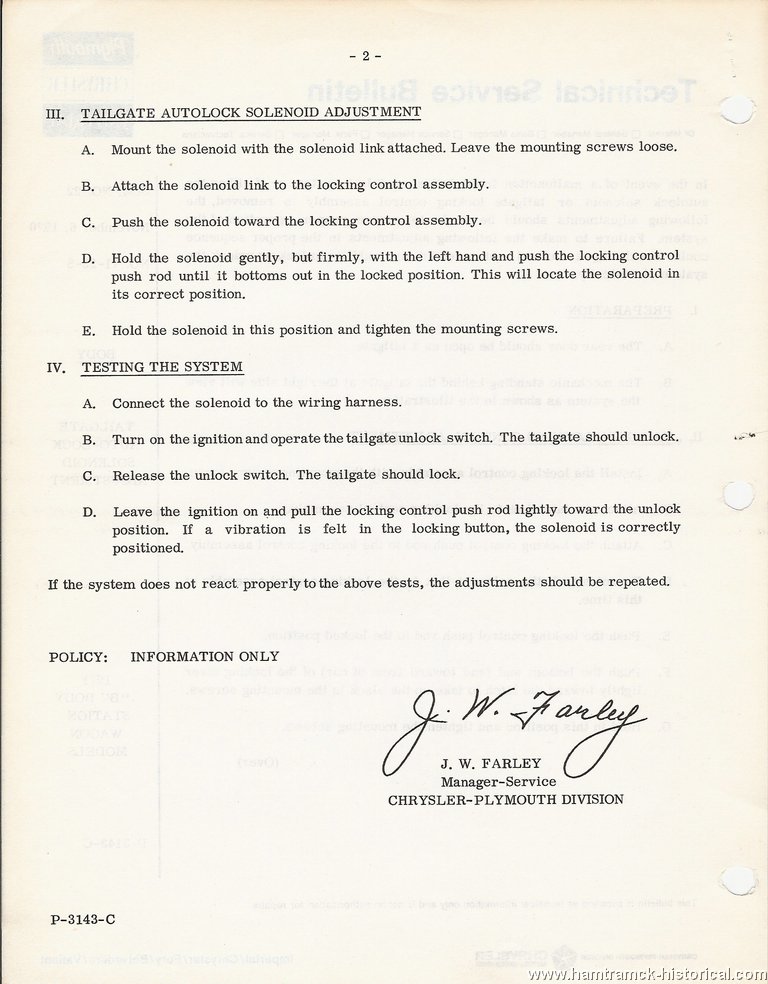 - 2 -
III. TAILGATE AUTOLOCK SOLENOID ADJUSTMENT
A. Mount the solenoid with the solenoid link attached. Leave the mounting screws loose.
B. Attach the solenoid link to the locking control assembly.
C. Push the solenoid toward the locking control assembly.
D. Hold the solenoid gently, but firmly, with the left hand and push the locking control
push rod until it bottoms out in the locked position. This will locate the solenoid in
its correct position.
E. Hold the solenoid in this position and tighten the mounting screws.
IV. TESTING THE SYSTEM
A. Connect the solenoid to the wiring harness.
B. Turn on the ignition and operate the tailgate unlock switch. The tailgate should unlock.
C. Release the unlock switch. The tailgate should lock.
D. Leave the ignition on and pull the locking control push rod lightly toward the unlock
position. If a vibration is felt in the locking button, the solenoid is correctly
positioned.
If the system does not react properly to the above tests, the adjustments should be repeated.
POLICY: INFORMATION ONLY
J. W. Farley
J. W. FARLEY
Manager-Service
CHRYSLER-PLYMOUTH DIVISION
P-3143-C
www.hamtramck-historical.com